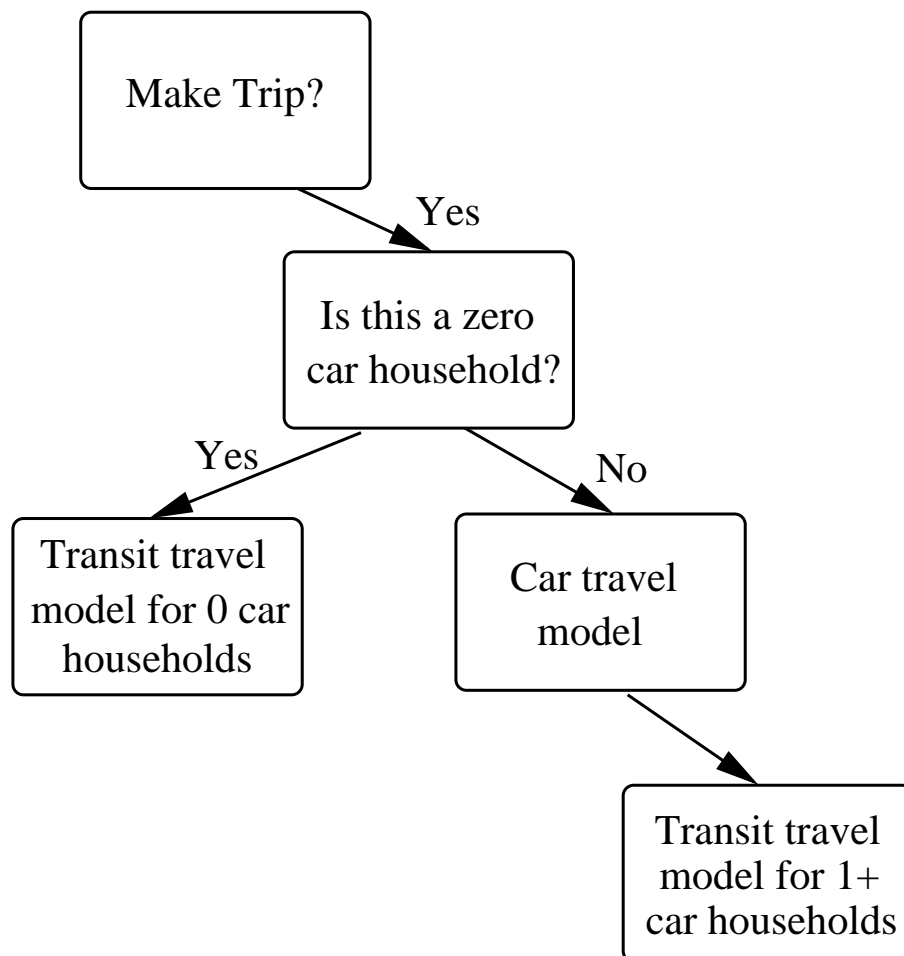 Make Trip?
Yes
Is this a zero
car household?
Yes
No
Transit travel
model for 0 car
households
Car travel
model
Transit travel
model for 1+
car households